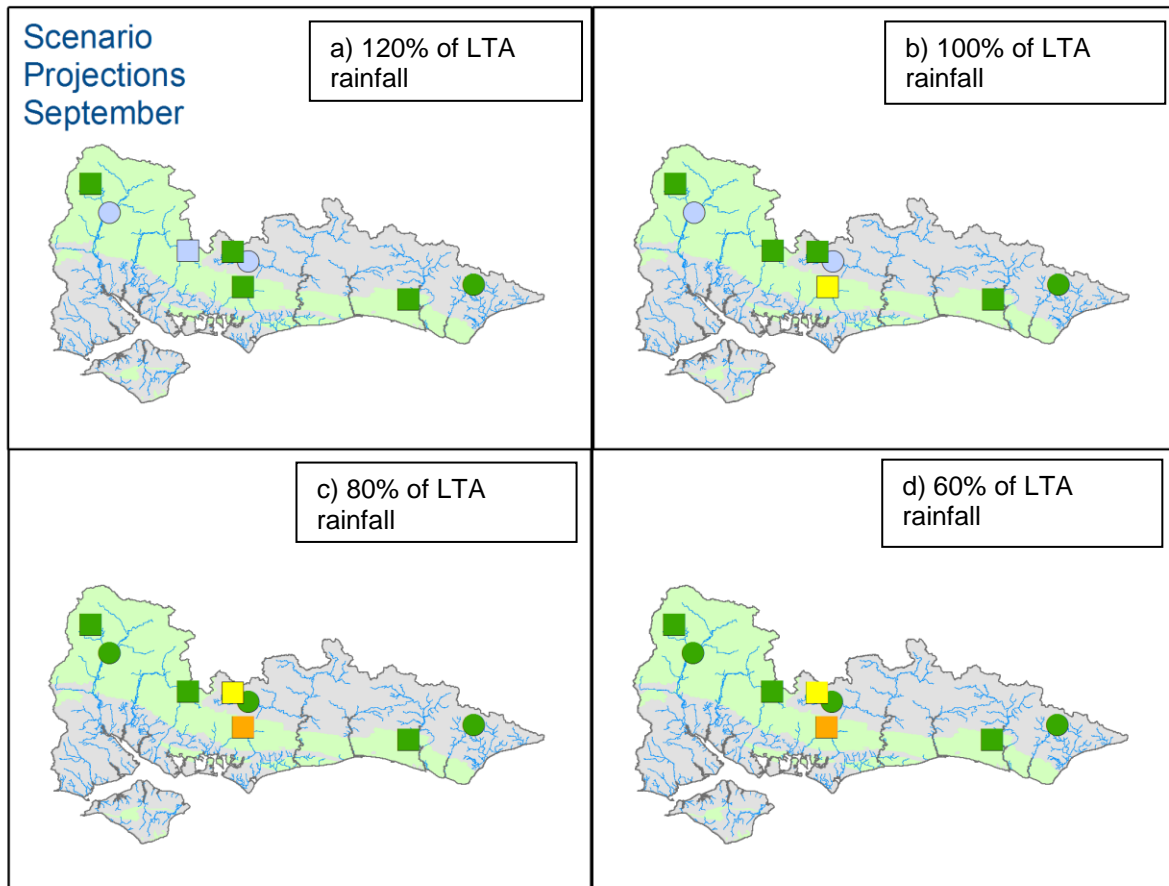 Scenario
Projections
September
a) 120% of LTA
rainfall
b) 100% of LTA
rainfall
c) 80% of LTA
rainfall
d) 60% of LTA
rainfall